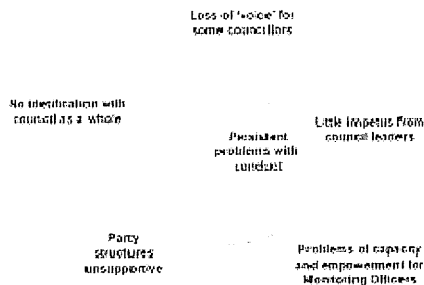 Loss of 'voice' for
some councillors
No identification with
council as a whole
Little impetus from
council leaders
Persistent
problems with
conduct
Party
structures
unsupportive
Problems of capacity
and empowerment for
Monitoring Officers